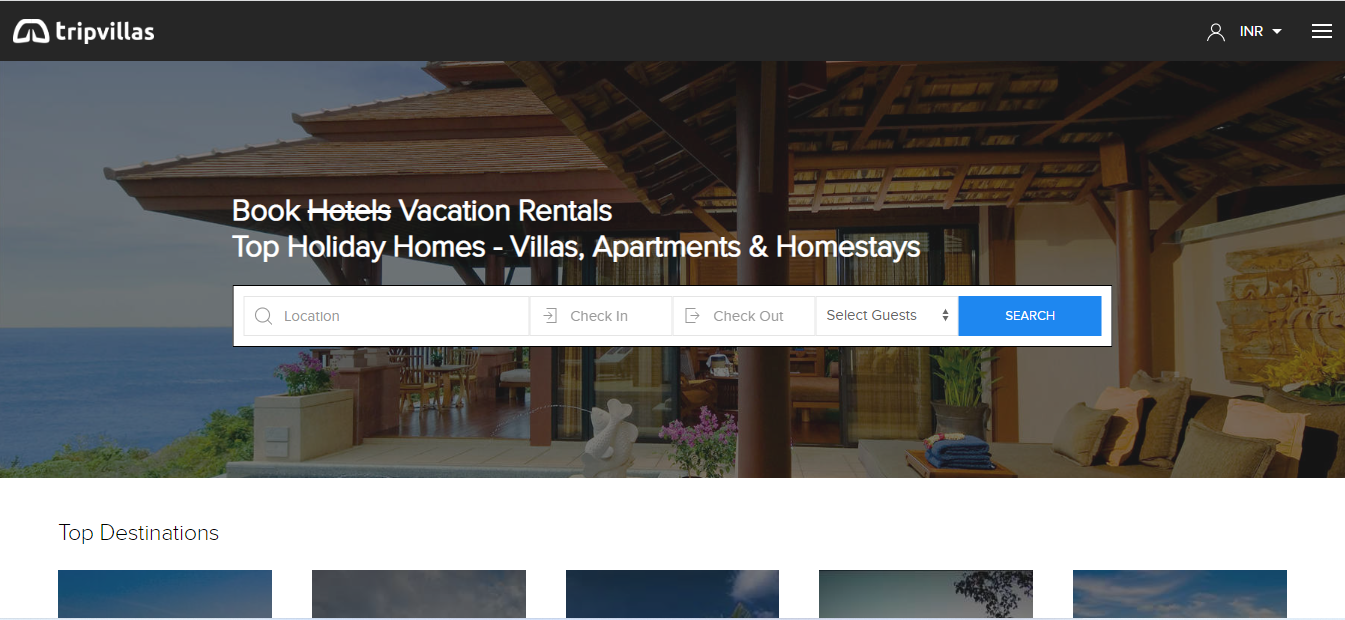 tripvillas
INR
Book Hotels Vacation Rentals
Top Holiday Homes - Villas, Apartments & Homestays
Location
Check In
Check Out
Select Guests
SEARCH
Top Destinations